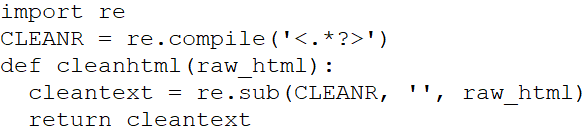 import re
CLEANR = re.compile('<.*?>')
def cleanhtml(raw_html):
  cleantext = re.sub(CLEANR, '', raw_html)
  return cleantext